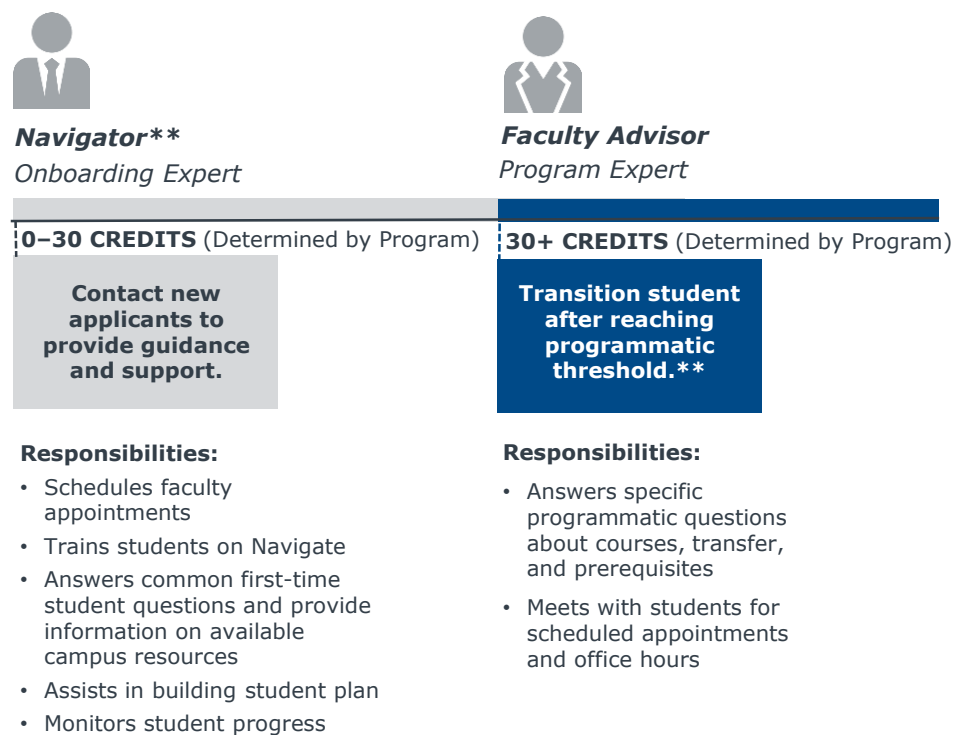 Navigator**
Onboarding Expert
0–30 CREDITS (Determined by Program)
Contact new
applicants to
provide guidance
and support.
Responsibilities:
• Schedules faculty
appointments
• Trains students on Navigate
• Answers common first-time
student questions and provide
information on available
campus resources
• Assists in building student plan
• Monitors student progress
Faculty Advisor
Program Expert
30+ CREDITS (Determined by Program)
Transition student
after reaching
programmatic
threshold.**
Responsibilities:
• Answers specific
programmatic questions
about courses, transfer,
and prerequisites
• Meets with students for
scheduled appointments
and office hours